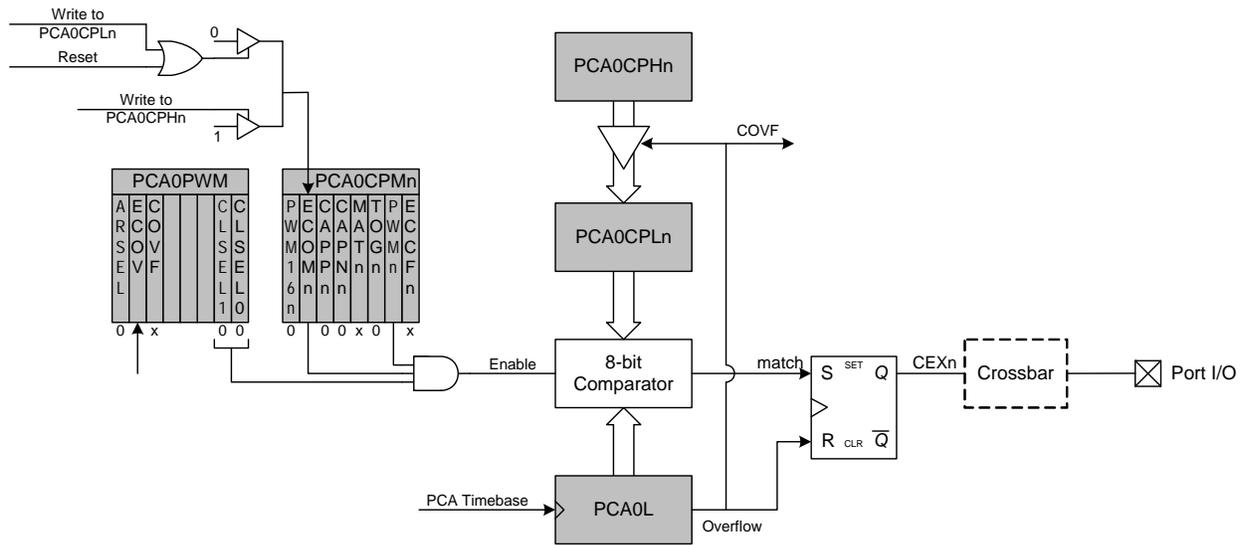 Write to
PCA0CPLn
Reset
0
Write to
PCA0CPHn
1
PCA0CPHn
COVF
PCA0PWM
ARSEL
ECOV
COVF
CLSEL1
CLSEL0
0
x
0
0
PCA0CPMn
PWM16n
ECOMn
CAPPn
CAPNn
MATn
TOGn
PWMn
ECCFn
0
0
0
x
0
x
PCA0CPLn
Enable
8-bit
Comparator
match
S
SET
Q
R
CLR
Q
CEXn
Crossbar
Port I/O
PCA Timebase
PCA0L
Overflow